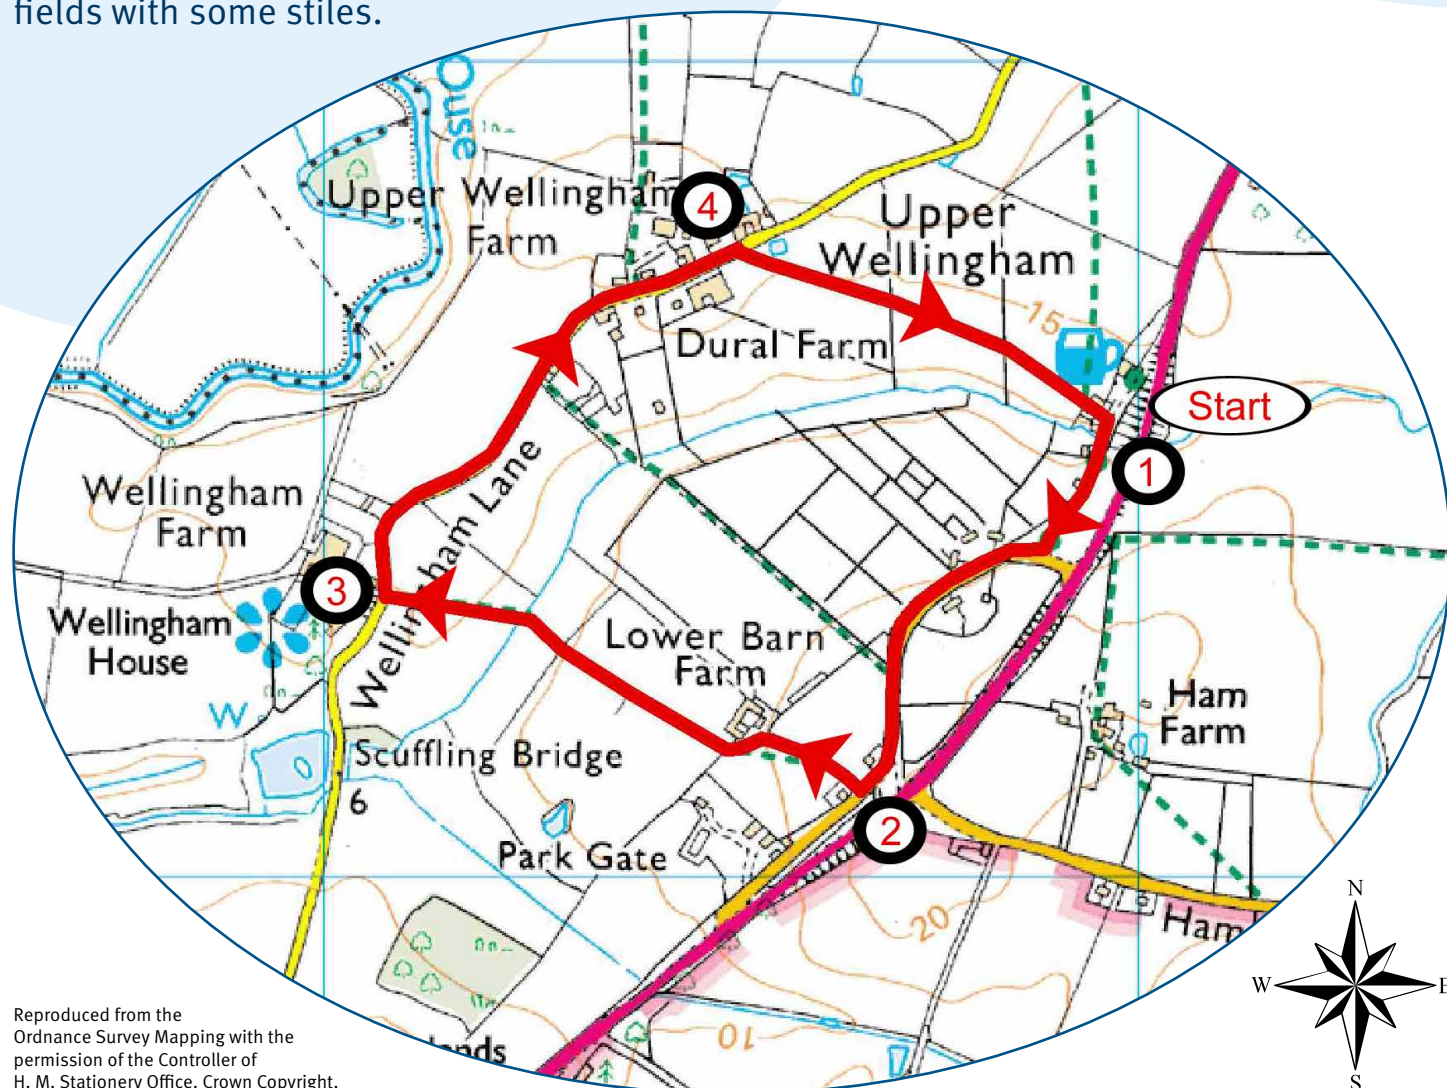 fields with some stiles.
Ouse
Upper Wellingham
Farm
4
Upper
Wellingham
15
Dural Farm
Start
1
Wellingham
Farm
Wellingham Lane
3
Wellingham
House
Lower Barn
Farm
Ham
Farm
W
Scuffling Bridge
6
2
Park Gate
20
Ham
10
N
W
E
S
Reproduced from the
Ordnance Survey Mapping with the
permission of the Controller of
H. M. Stationery Office. Crown Copyright.